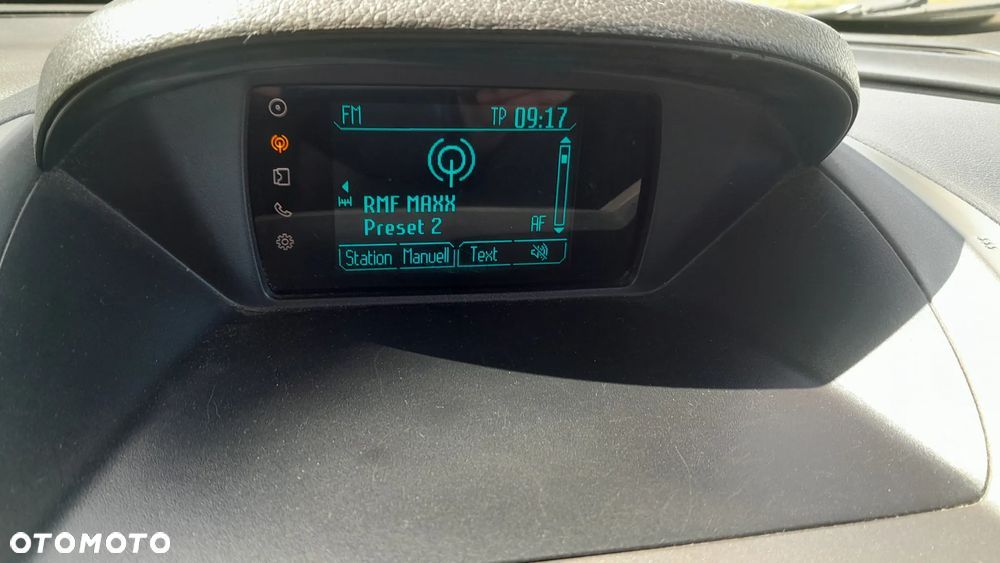 FM TP 09:17
RMF MAXX
Preset 2 AF
Station Manuell Text
OTOMOTO